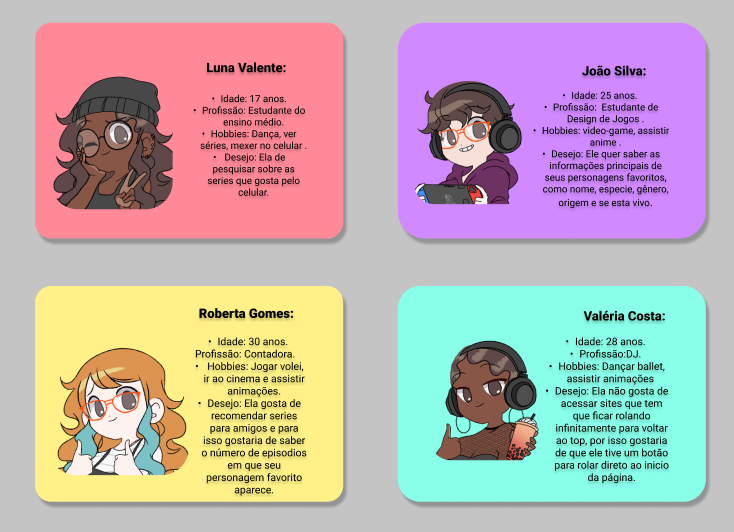 Luna Valente:
• Idade: 17 anos.
• Profissão: Estudante do
ensino médio.
• Hobbies: Dança, ver
séries, mexer no celular .
• Desejo: Ela de
pesquisar sobre as
series que gosta pelo
celular.
João Silva:
• Idade: 25 anos.
• Profissão: Estudante de
Design de Jogos .
• Hobbies: video-game, assistir
anime .
• Desejo: Ele quer saber as
informações principais de
seus personagens favoritos,
como nome, especie, gênero,
origem e se esta vivo.
Roberta Gomes:
• Idade: 30 anos.
Profissão: Contadora.
• Hobbies: Jogar volei,
ir ao cinema e assistir
animações.
• Desejo: Ela gosta de
recomendar series
para amigos e para
isso gostaria de saber
o número de episodios
em que seu
personagem favorito
aparece.
Valéria Costa:
• Idade: 28 anos.
• Profissão:DJ.
• Hobbies: Dançar ballet,
assistir animações
• Desejo: Ela não gosta de
acessar sites que tem
que ficar rolando
infinitamente para voltar
ao top, por isso gostaria
de que ele tive um botão
para rolar direto ao inicio
da página.